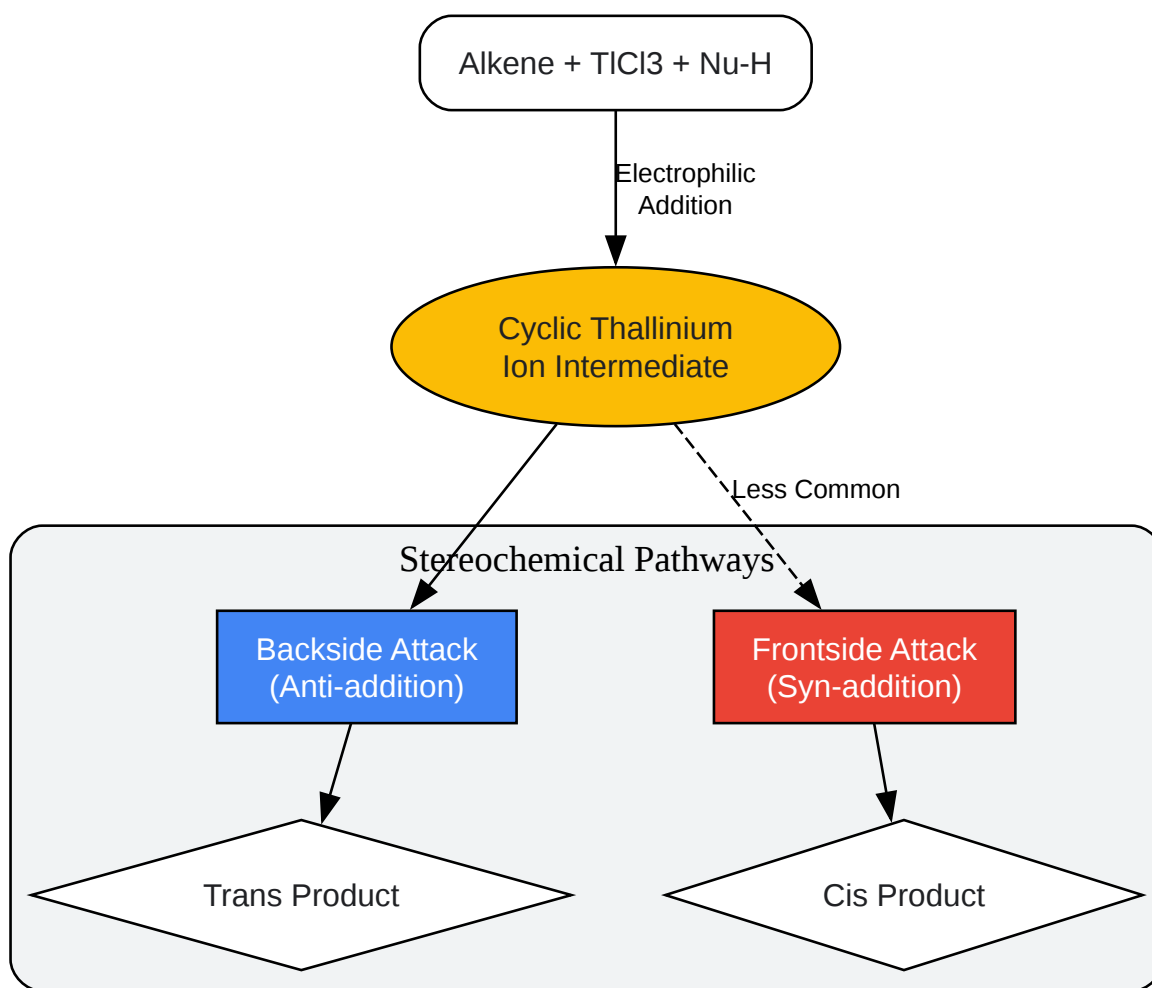 Alkene + TlCl3 + Nu-H
Electrophilic
Addition
Cyclic Thallinium
Ion Intermediate
Less Common
Stereochemical Pathways
Backside Attack
(Anti-addition)
Frontside Attack
(Syn-addition)
Trans Product
Cis Product